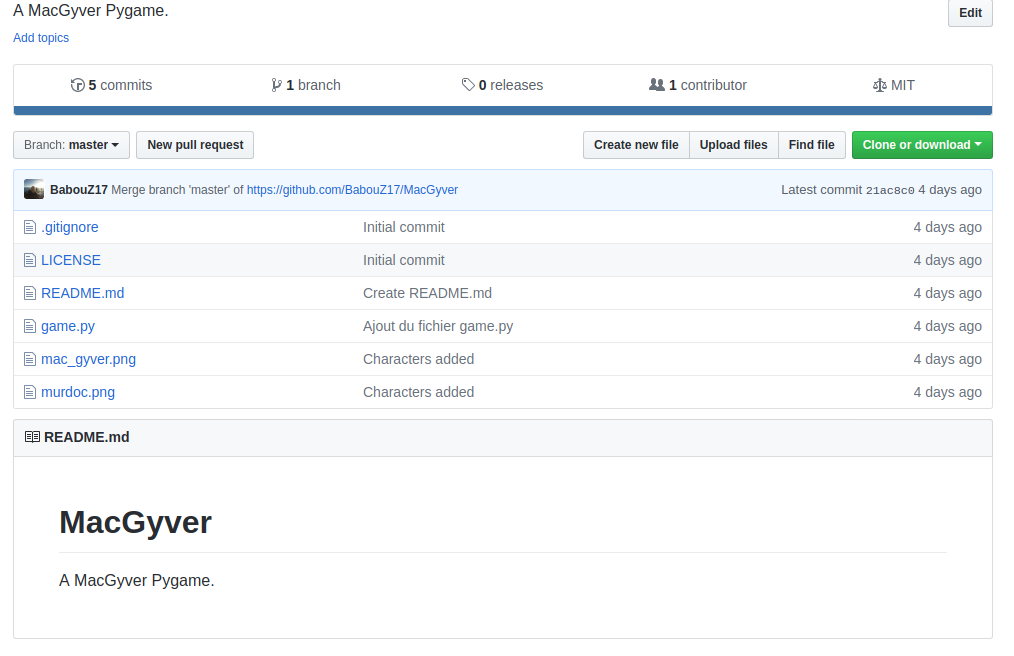 A MacGyver Pygame.
Edit
Add topics
5 commits
1 branch
0 releases
1 contributor
MIT
Branch: master
New pull request
Create new file
Upload files
Find file
Clone or download
BabouZ17 Merge branch 'master' of https://github.com/BabouZ17/MacGyver
Latest commit 21ac8c0 4 days ago
.gitignore Initial commit 4 days ago
LICENSE Initial commit 4 days ago
README.md Create README.md 4 days ago
game.py Ajout du fichier game.py 4 days ago
mac_gyver.png Characters added 4 days ago
murdoc.png Characters added 4 days ago
README.md
MacGyver
A MacGyver Pygame.